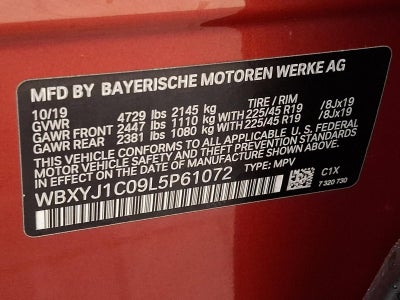 MFD BY BAYERISCHE MOTOREN WERKE AG
10/19 TIRE / RIM
GVWR 4729 lbs 2145 kg
GAWR FRONT 2447 lbs 1110 kg WITH 225/45 R19 /8Jx19
GAWR REAR 2381 lbs 1080 kg WITH 225/45 R19 /8Jx19
THIS VEHICLE CONFORMS TO ALL APPLICABLE U.S. FEDERAL
MOTOR VEHICLE SAFETY, BUMPER, AND THEFT PREVENTION
STANDARDS IN EFFECT ON THE DATE OF MANUFACTURE SHOWN ABOVE.
WBXYJ1C09L5P61072 TYPE: MPV
C1X
7 320 730